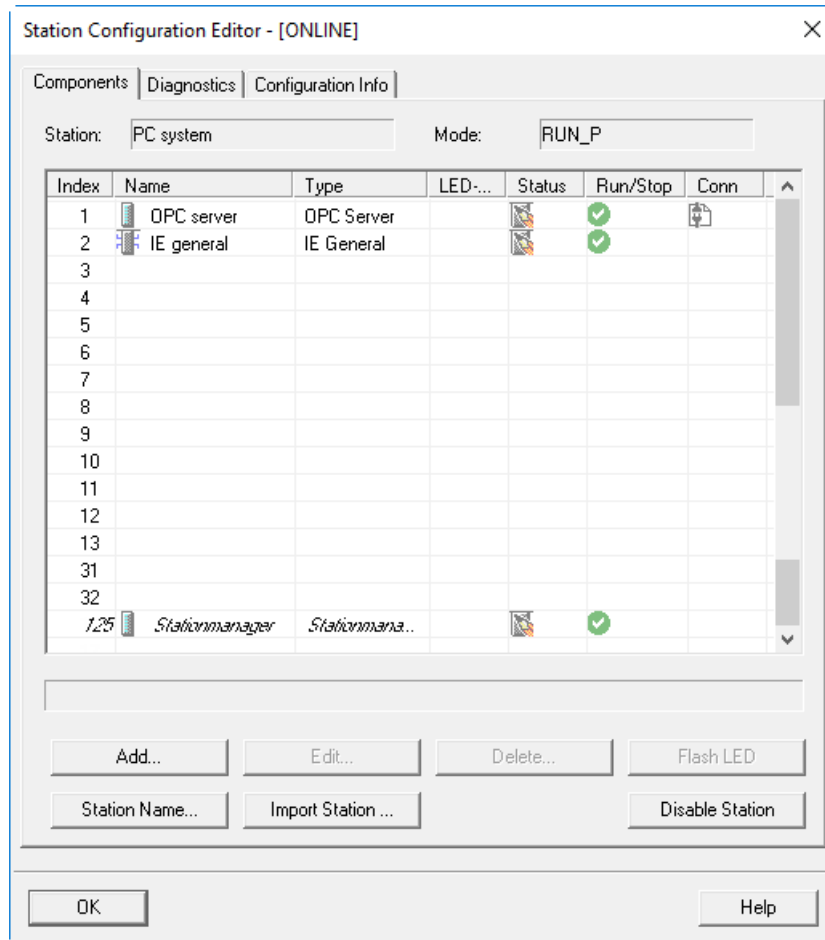 Station Configuration Editor - [ONLINE]
Components Diagnostics Configuration Info
Station: PC system Mode: RUN_P
Index Name Type LED-... Status Run/Stop Conn
1 OPC server OPC Server
2 IE general IE General
3
4
5
6
7
8
9
10
11
12
13
31
32
125 Stationmanager Stationmana...
Add... Edit... Delete... Flash LED
Station Name... Import Station ... Disable Station
OK Help